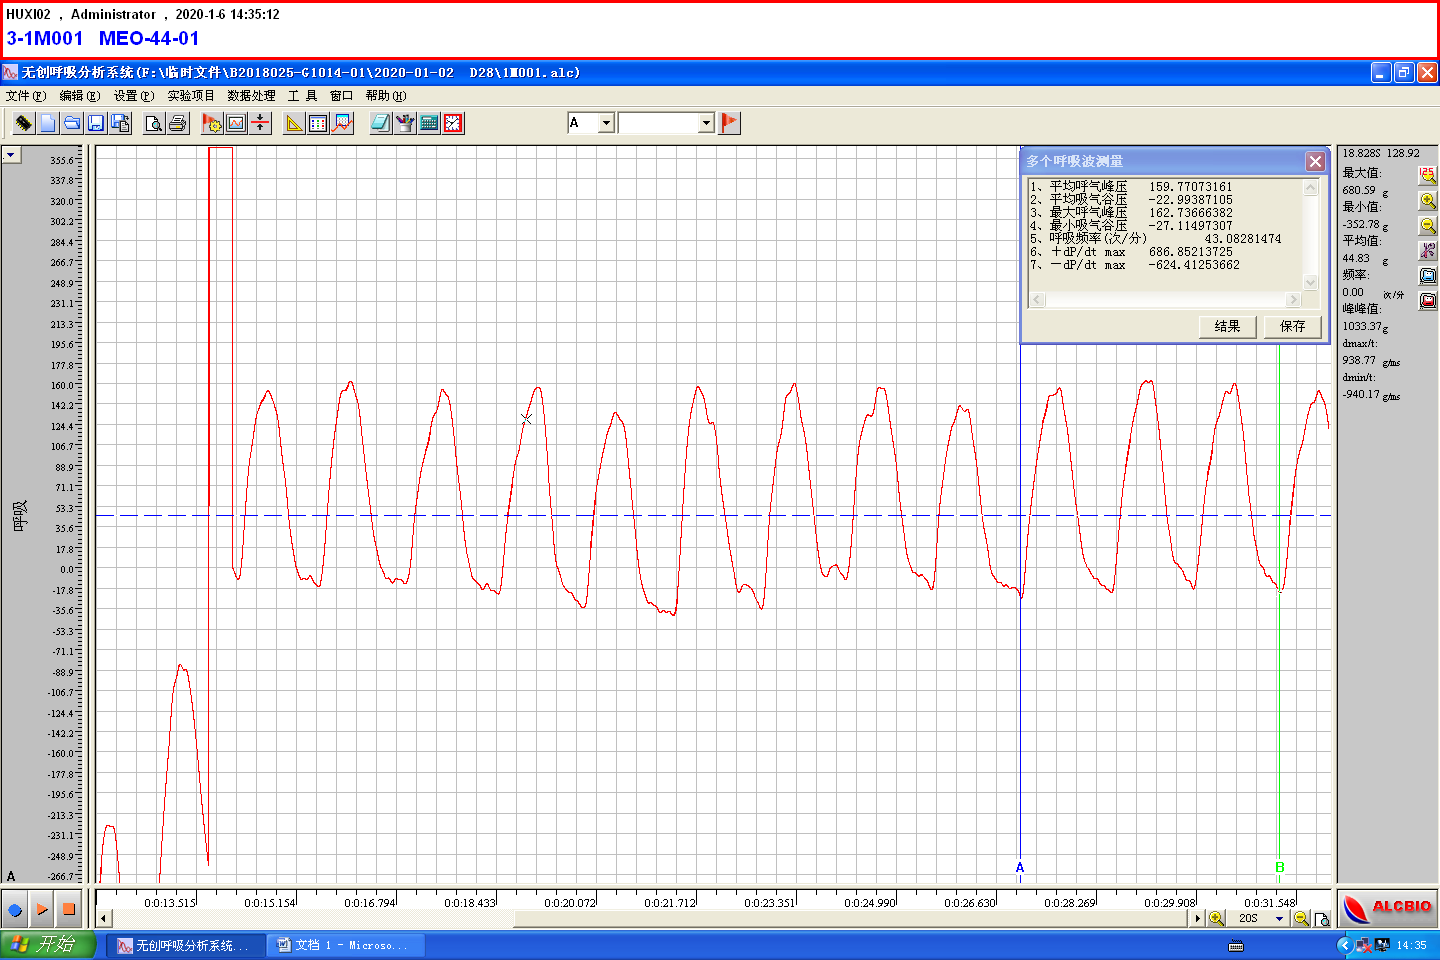 HUXI02 , Administrator , 2020-1-6 14:35:12
3-1M001 MEO-44-01
无创呼吸分析系统(F:\临时文件\B2018025-G1014-01\2020-01-02 D28\1M001.alc)
文件(F) 编辑(E) 设置(P) 实验项目 数据处理 工 具 窗口 帮助(H)
A
355.6
337.8
320.0
302.2
284.4
266.7
248.9
231.1
213.3
195.6
177.8
160.0
142.2
124.4
106.7
88.9
71.1
53.3
35.6
17.8
0.0
-17.8
-35.6
-53.3
-71.1
-88.9
-106.7
-124.4
-142.2
-160.0
-177.8
-195.6
-213.3
-231.1
-248.9
-266.7
呼吸
A
多个呼吸波测量
1、平均呼气峰压 159.77073161
2、平均吸气谷压 -22.99387105
3、最大呼气峰压 162.73666382
4、最小吸气谷压 -27.11497307
5、呼吸频率(次/分) 43.08281474
6、＋dP/dt max 686.85213725
7、－dP/dt max -624.41253662
结果 保存
A
B
18.828S 128.92
最大值:
680.59 g
最小值:
-352.78 g
平均值:
44.83 g
频率:
0.00 次/分
峰峰值:
1033.37g
dmax/t:
938.77 g/ms
dmin/t:
-940.17 g/ms
125
0:0:13.515 0:0:15.154 0:0:16.794 0:0:18.433 0:0:20.072 0:0:21.712 0:0:23.351 0:0:24.990 0:0:26.630 0:0:28.269 0:0:29.908 0:0:31.548
20S
ALCBIO
开始 无创呼吸分析系统... 文档 1 - Microso... 14:35